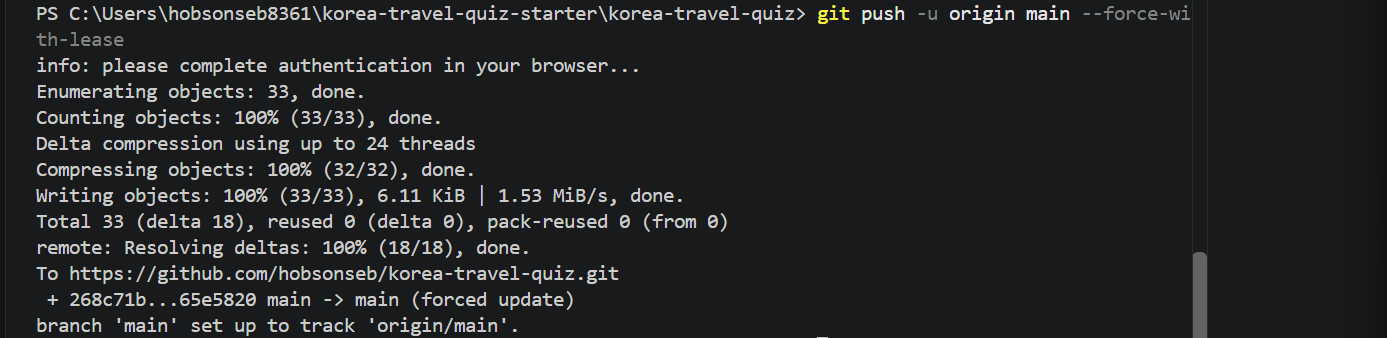 PS C:\Users\hobsonseb8361\korea-travel-quiz-starter\korea-travel-quiz> git push -u origin main --force-wi
th-lease
info: please complete authentication in your browser...
Enumerating objects: 33, done.
Counting objects: 100% (33/33), done.
Delta compression using up to 24 threads
Compressing objects: 100% (32/32), done.
Writing objects: 100% (33/33), 6.11 KiB | 1.53 MiB/s, done.
Total 33 (delta 18), reused 0 (delta 0), pack-reused 0 (from 0)
remote: Resolving deltas: 100% (18/18), done.
To https://github.com/hobsonseb/korea-travel-quiz.git
 + 268c71b...65e5820 main -> main (forced update)
branch 'main' set up to track 'origin/main'.